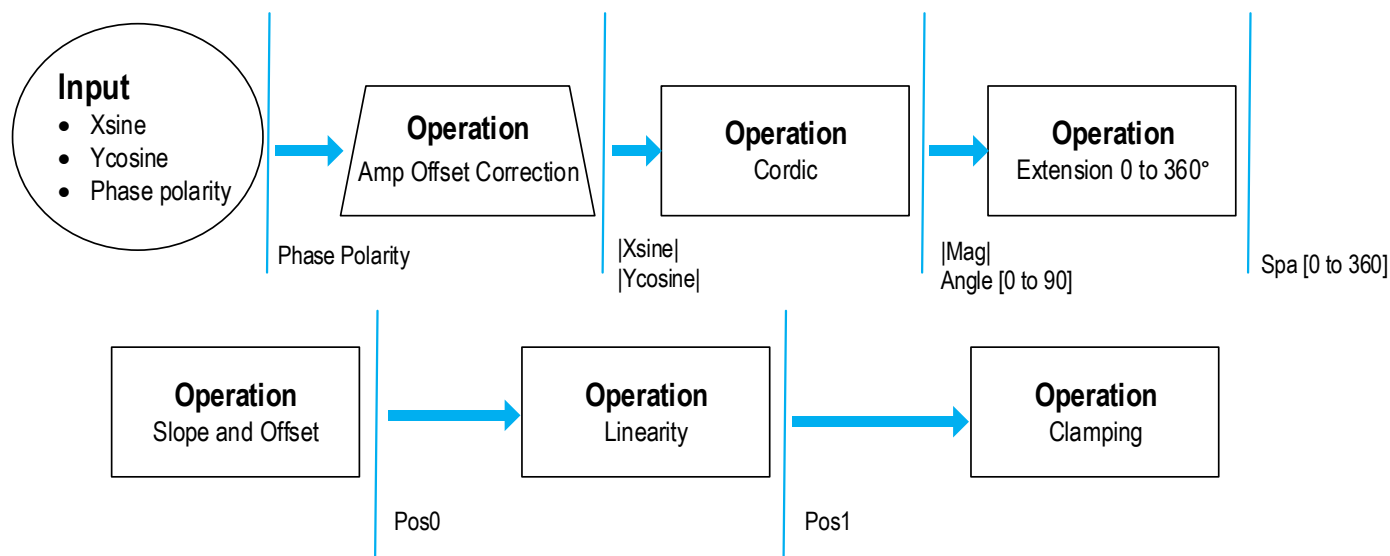 Input
• Xsine
• Ycosine
• Phase polarity
Operation
Amp Offset Correction
Operation
Cordic
Operation
Extension 0 to 360°
Phase Polarity
|Xsine|
|Ycosine|
|Mag|
Angle [0 to 90]
Spa [0 to 360]
Operation
Slope and Offset
Operation
Linearity
Operation
Clamping
Pos0
Pos1